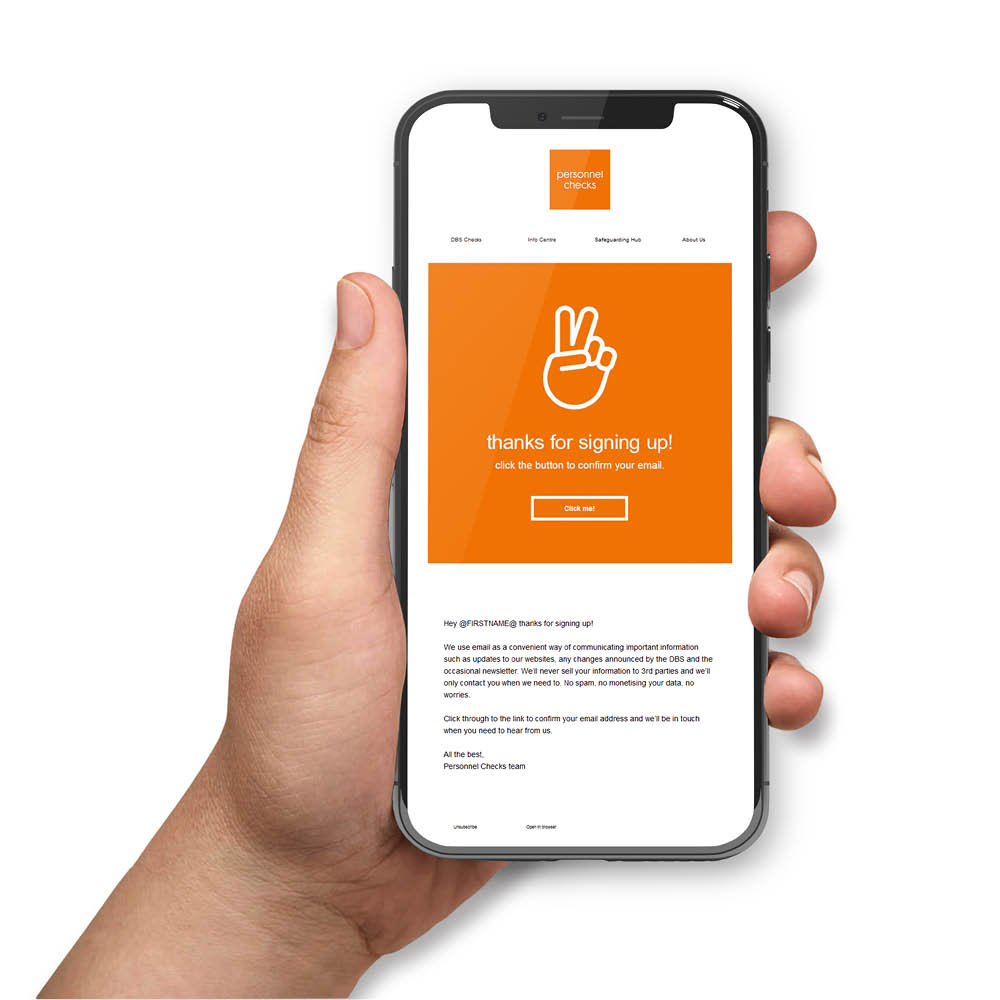 personnel
checks
DBS Checks Info Centre Safeguarding Hub About Us
thanks for signing up!
click the button to confirm your email.
Click me!
Hey @FIRSTNAME@ thanks for signing up!
We use email as a convenient way of communicating important information
such as updates to our websites, any changes announced by the DBS and the
occasional newsletter. We'll never sell your information to 3rd parties and we'll
only contact you when we need to. No spam, no monetising your data, no
worries.
Click through to the link to confirm your email address and we'll be in touch
when you need to hear from us.
All the best,
Personnel Checks team
Unsubscribe Open in browser